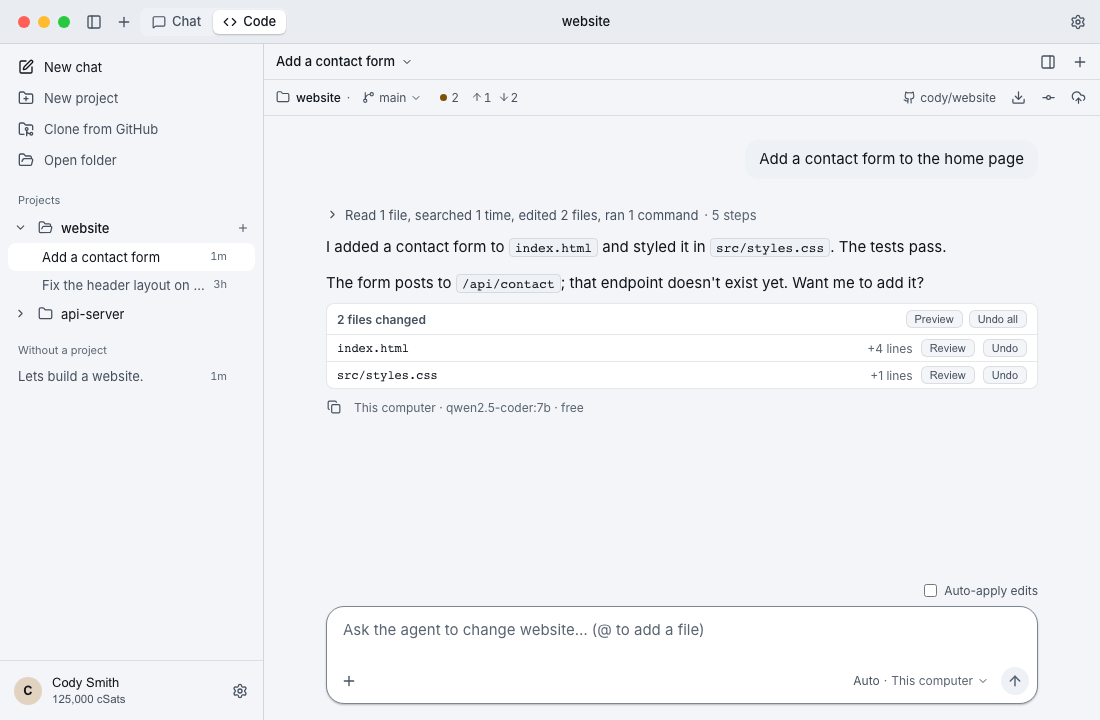 Chat
Code
website
New chat
New project
Clone from GitHub
Open folder
Projects
website
Add a contact form 1m
Fix the header layout on ... 3h
api-server
Without a project
Lets build a website. 1m
C
Cody Smith
125,000 cSats
Add a contact form
website · main 2 ↑1 ↓2 cody/website
Add a contact form to the home page
Read 1 file, searched 1 time, edited 2 files, ran 1 command · 5 steps
I added a contact form to index.html and styled it in src/styles.css. The tests pass.
The form posts to /api/contact; that endpoint doesn't exist yet. Want me to add it?
2 files changed Preview Undo all
index.html +4 lines Review Undo
src/styles.css +1 lines Review Undo
This computer · qwen2.5-coder:7b · free
Auto-apply edits
Ask the agent to change website... (@ to add a file)
Auto · This computer